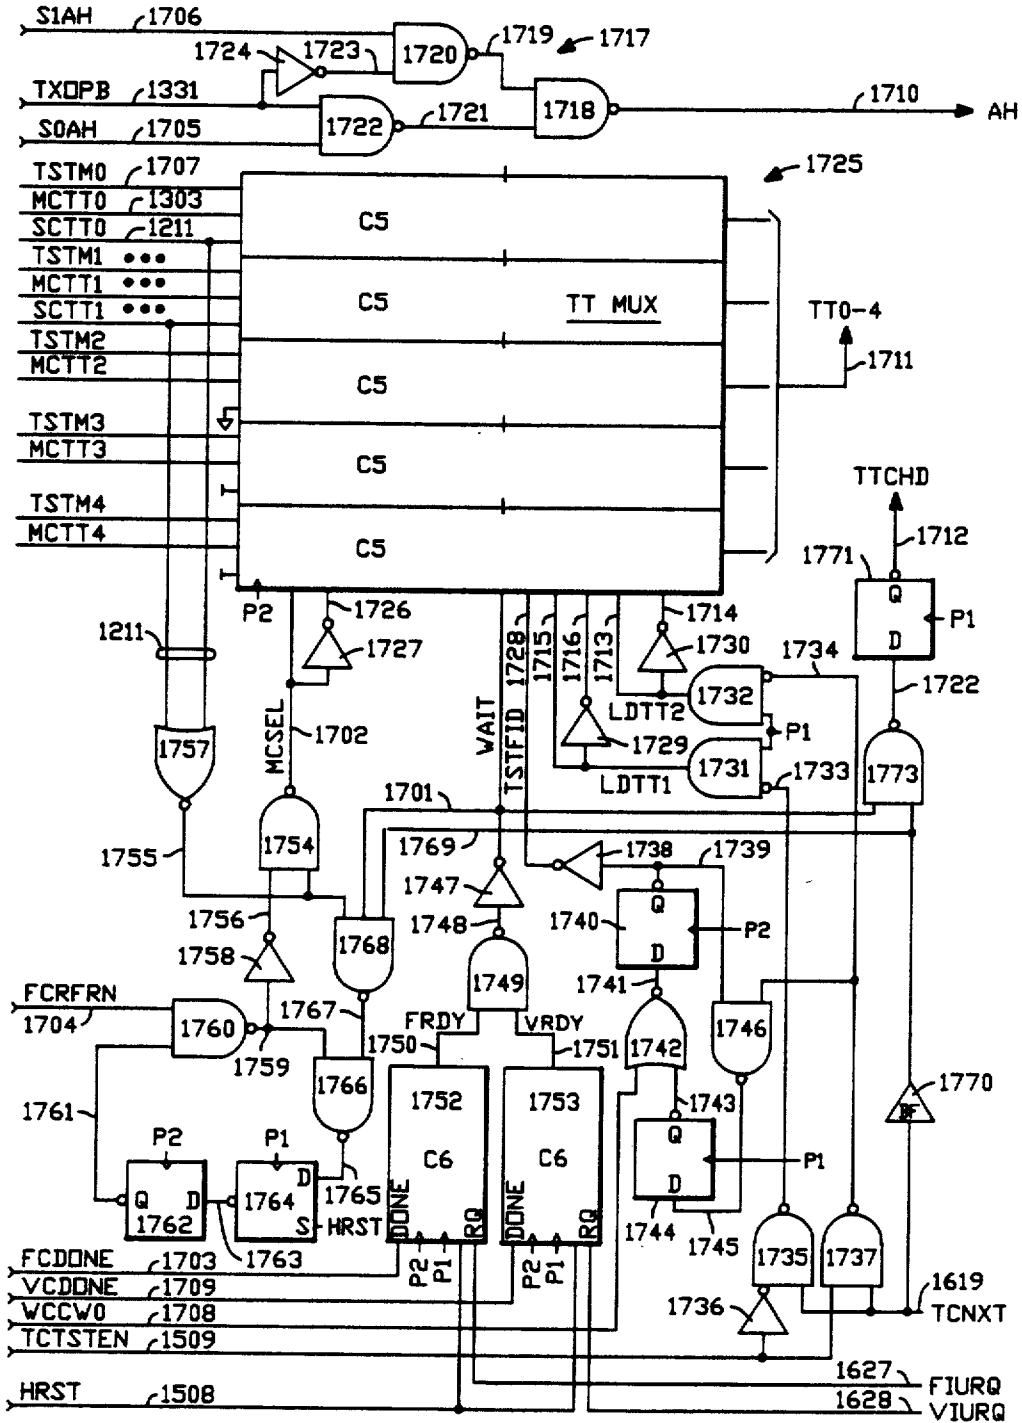 S1AH 1706
1724 1723 1720 1719 1717
TXOPB 1331
1722 1721 1718 1710 AH
S0AH 1705
TSTM0 1707 1725
MCTT0 1303
C5
SCTT0 1211
TSTM1 •••
MCTT1 •••
C5 TT MUX
SCTT1 ••• TT0-4
TSTM2
MCTT2 1711
C5
TSTM3
MCTT3
C5
TTCHD
TSTM4
MCTT4 1712
C5
1771
Q
P2 1726 1714 P1
D
1211 1727 1728 1715 1716 1713 1730 1734
1732 1722
LDTT2
MCSEL 1702 WAIT TSTFID 1729 P1
1757 1731 1733 1773
LDTT1
1701
1754 1769 1738 1739
1755 1747
1740 Q P2
1756 1748 D
1758 1768 1749 1741
FCRFRN 1767
1704 1760 FRDY VRDY 1742 1746
1759 1750 1751
1766 1752 1753 1743 1770
1761 BF
P2 P1 C6 C6 Q P1
Q D 1764 D D
1762 1765 DONE RQ DONE RQ 1744 1745
S HRST
1763 P2 P1 P2 P1 1735 1737
FCDONE 1703
VCDONE 1709 1619
WCCW0 1708 1736 TCNXT
TCTSTEN 1509
1627
HRST 1508 FIURQ
1628
VIURQ